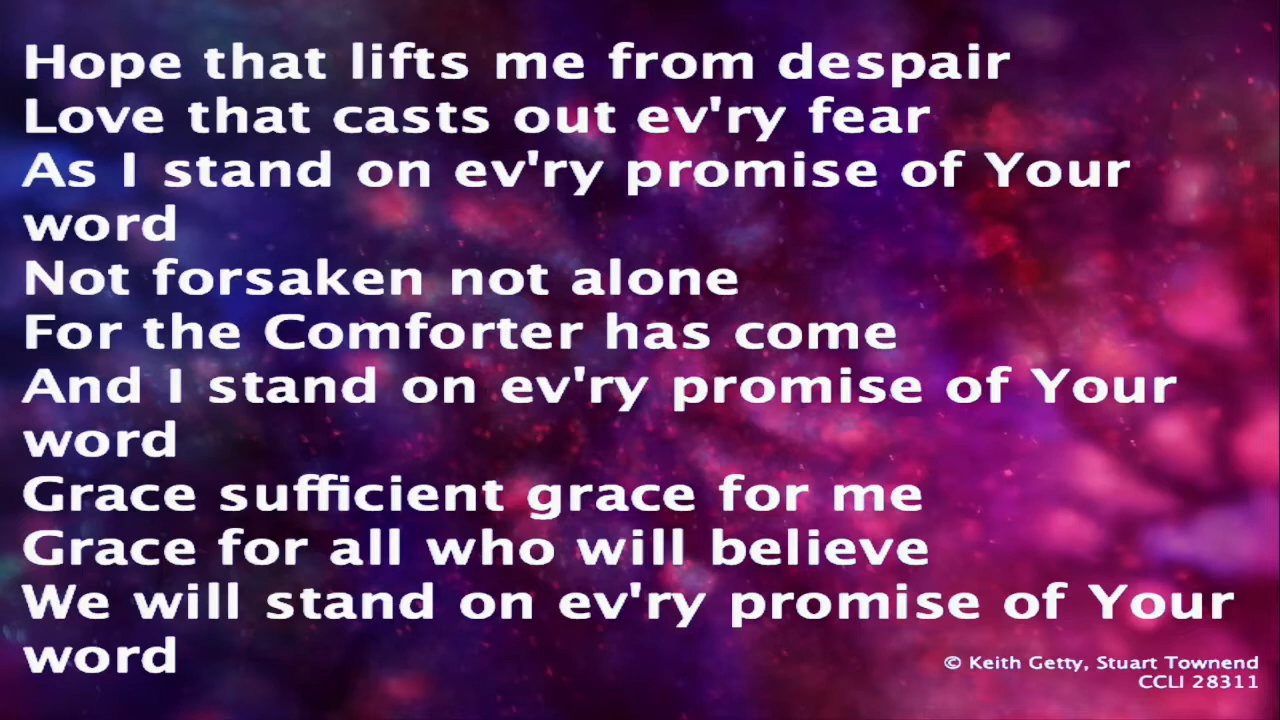 Hope that lifts me from despair
Love that casts out ev'ry fear
As I stand on ev'ry promise of Your
word
Not forsaken not alone
For the Comforter has come
And I stand on ev'ry promise of Your
word
Grace sufficient grace for me
Grace for all who will believe
We will stand on ev'ry promise of Your
word
© Keith Getty, Stuart Townend
CCLI 28311